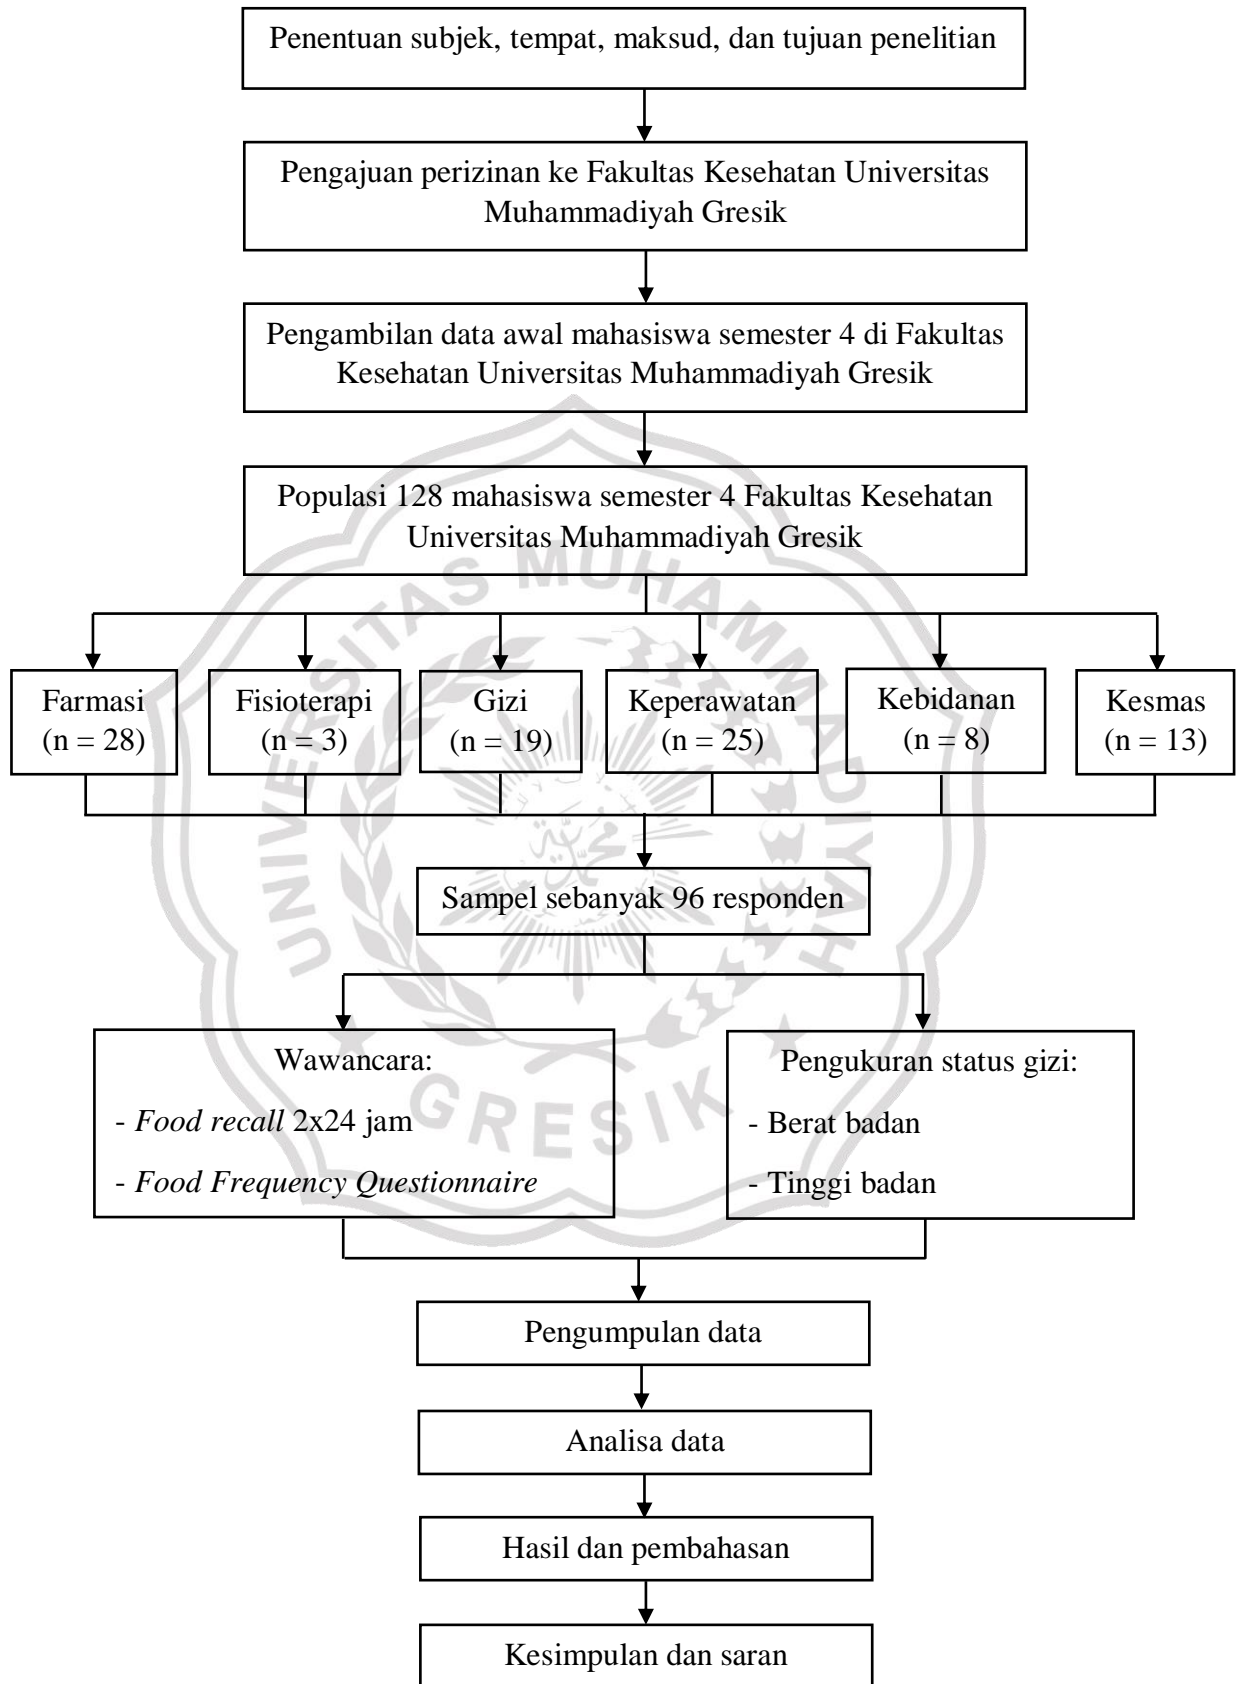 Penentuan subjek, tempat, maksud, dan tujuan penelitian
Pengajuan perizinan ke Fakultas Kesehatan Universitas
Muhammadiyah Gresik
Pengambilan data awal mahasiswa semester 4 di Fakultas
Kesehatan Universitas Muhammadiyah Gresik
Populasi 128 mahasiswa semester 4 Fakultas Kesehatan
Universitas Muhammadiyah Gresik
Farmasi
(n = 28)
Fisioterapi
(n = 3)
Gizi
(n = 19)
Keperawatan
(n = 25)
Kebidanan
(n = 8)
Kesmas
(n = 13)
Sampel sebanyak 96 responden
Wawancara:
- Food recall 2x24 jam
- Food Frequency Questionnaire
Pengukuran status gizi:
- Berat badan
- Tinggi badan
Pengumpulan data
Analisa data
Hasil dan pembahasan
Kesimpulan dan saran
UNIVERSITAS MUHAMMADIYAH
GRESIK